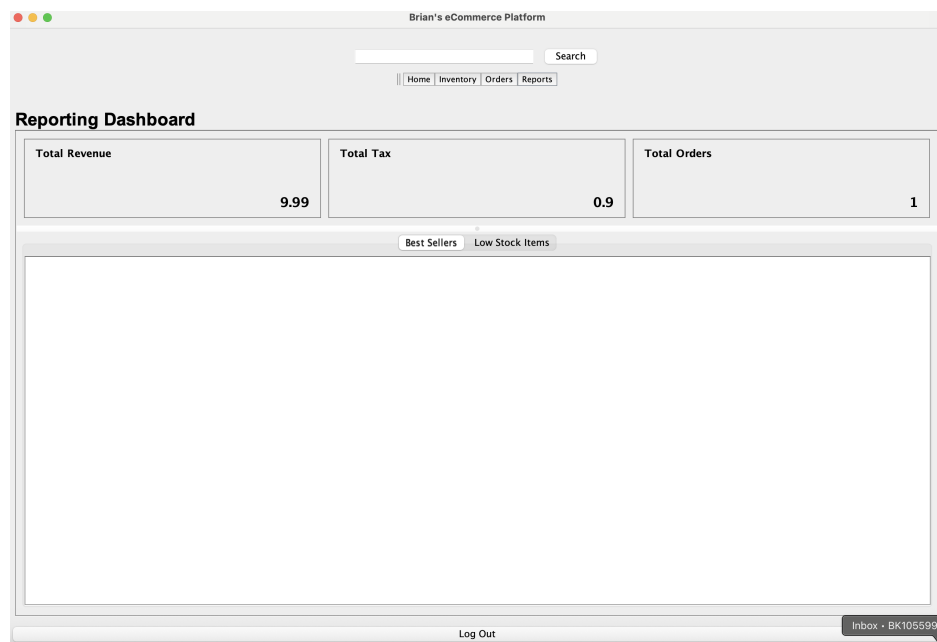 Brian's eCommerce Platform
Search
Home Inventory Orders Reports
Reporting Dashboard
Total Revenue Total Tax Total Orders
9.99 0.9 1
Best Sellers Low Stock Items
Log Out
Inbox • BK105599